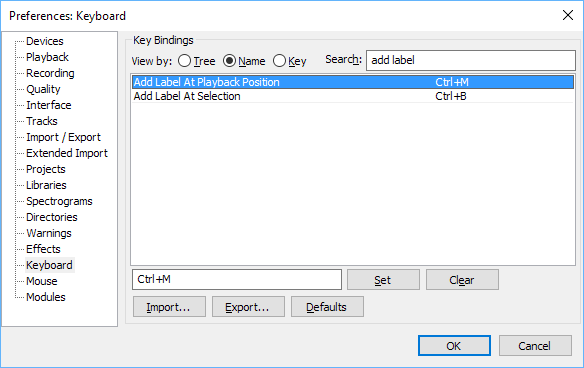 Preferences: Keyboard
Devices
Playback
Recording
Quality
Interface
Tracks
Import / Export
Extended Import
Projects
Libraries
Spectrograms
Directories
Warnings
Effects
Keyboard
Mouse
Modules
Key Bindings
View by: Tree Name Key Search: add label
Add Label At Playback Position Ctrl+M
Add Label At Selection Ctrl+B
Ctrl+M Set Clear
Import... Export... Defaults
OK Cancel